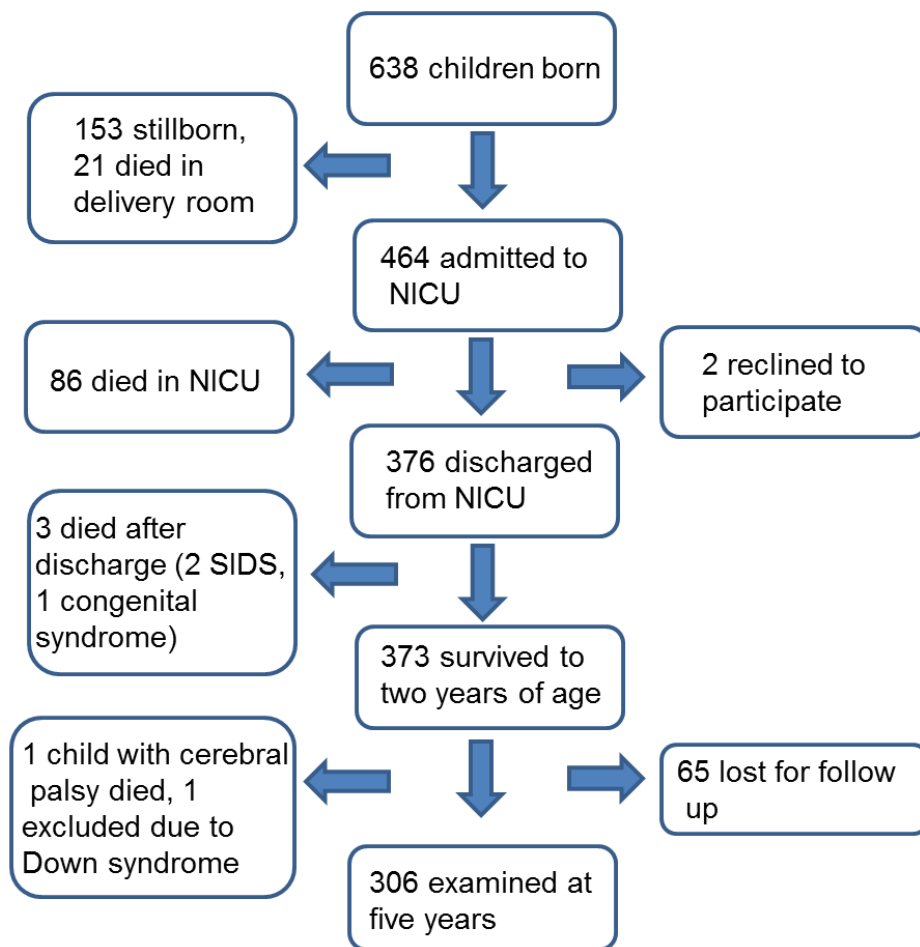 638 children born
153 stillborn,
21 died in
delivery room
464 admitted to
NICU
86 died in NICU
2 reclined to
participate
376 discharged
from NICU
3 died after
discharge (2 SIDS,
1 congenital
syndrome)
373 survived to
two years of age
1 child with cerebral
palsy died, 1
excluded due to
Down syndrome
65 lost for follow
up
306 examined at
five years